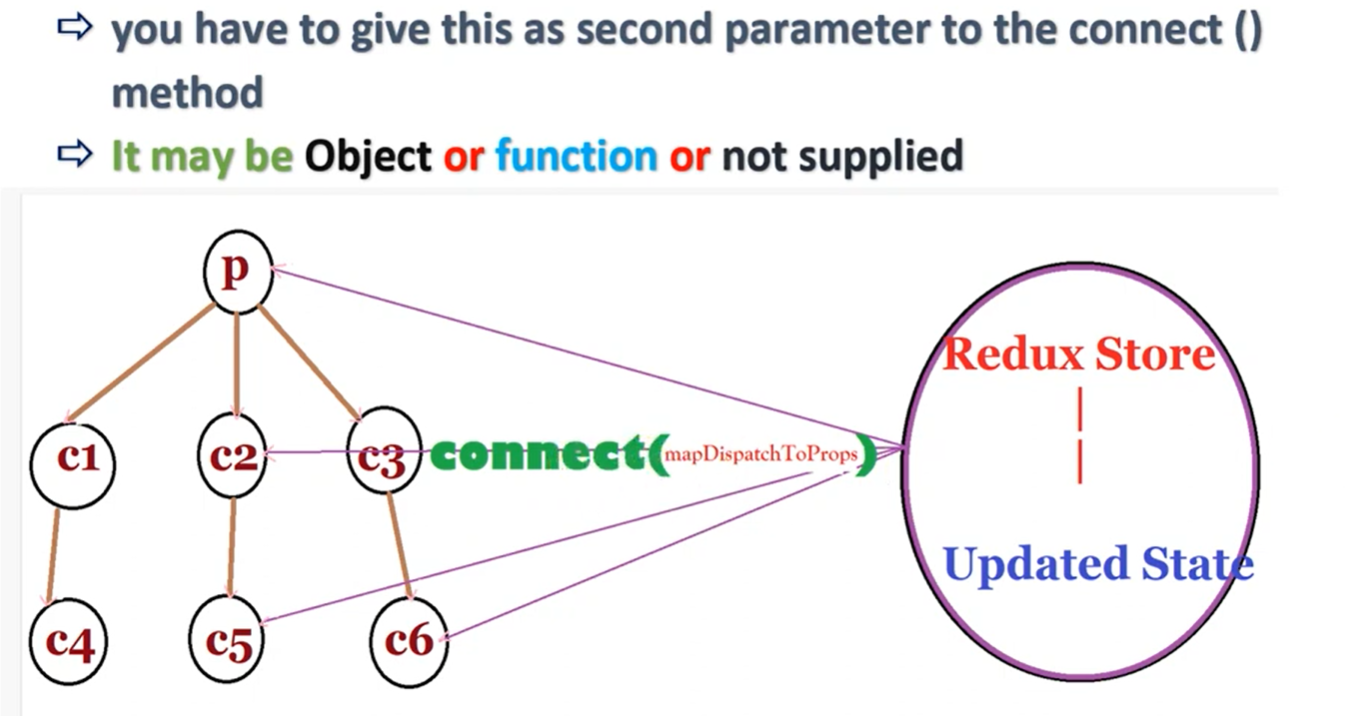 ⇨ you have to give this as second parameter to the connect ()
method
⇨ It may be Object or function or not supplied
p
Redux Store
c1 c2 c3 connect(mapDispatchToProps)
Updated State
c4 c5 c6